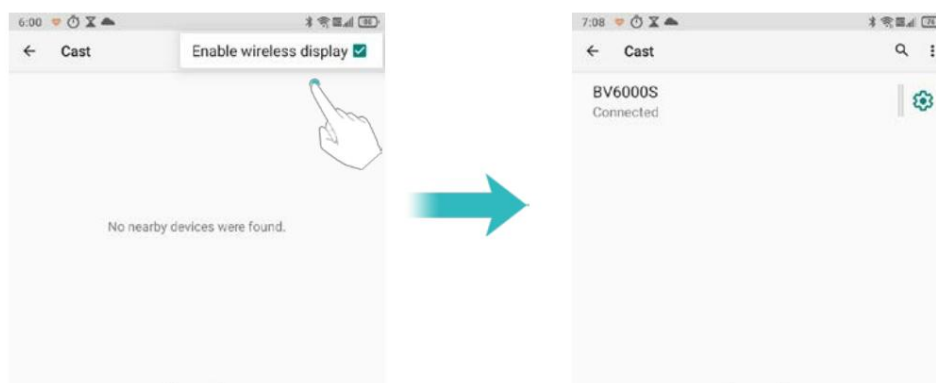 6:00
Cast
Enable wireless display
No nearby devices were found.
7:08
Cast
BV6000S
Connected